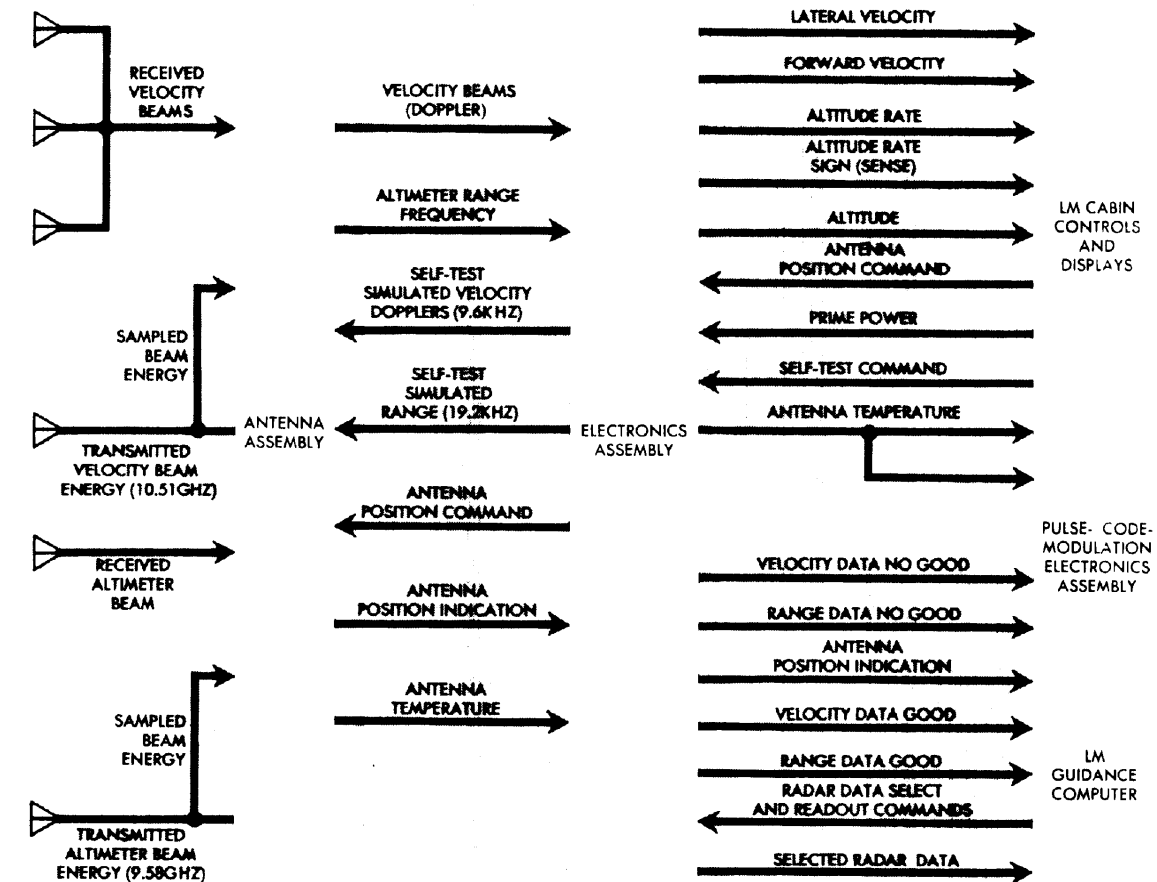 RECEIVED
VELOCITY
BEAMS
SAMPLED
BEAM
ENERGY
TRANSMITTED
VELOCITY BEAM
ENERGY (10.51GHZ)
RECEIVED
ALTIMETER
BEAM
SAMPLED
BEAM
ENERGY
TRANSMITTED
ALTIMETER BEAM
ENERGY (9.58GHZ)
ANTENNA
ASSEMBLY
VELOCITY BEAMS
(DOPPLER)
ALTIMETER RANGE
FREQUENCY
SELF-TEST
SIMULATED VELOCITY
DOPPLERS (9.6KHZ)
SELF-TEST
SIMULATED
RANGE (19.2KHZ)
ANTENNA
POSITION COMMAND
ANTENNA
POSITION INDICATION
ANTENNA
TEMPERATURE
ELECTRONICS
ASSEMBLY
LATERAL VELOCITY
FORWARD VELOCITY
ALTITUDE RATE
ALTITUDE RATE
SIGN (SENSE)
ALTITUDE
ANTENNA
POSITION COMMAND
PRIME POWER
SELF-TEST COMMAND
ANTENNA TEMPERATURE
VELOCITY DATA NO GOOD
RANGE DATA NO GOOD
ANTENNA
POSITION INDICATION
VELOCITY DATA GOOD
RANGE DATA GOOD
RADAR DATA SELECT
AND READOUT COMMANDS
SELECTED RADAR DATA
LM CABIN
CONTROLS
AND
DISPLAYS
PULSE- CODE-
MODULATION
ELECTRONICS
ASSEMBLY
LM
GUIDANCE
COMPUTER